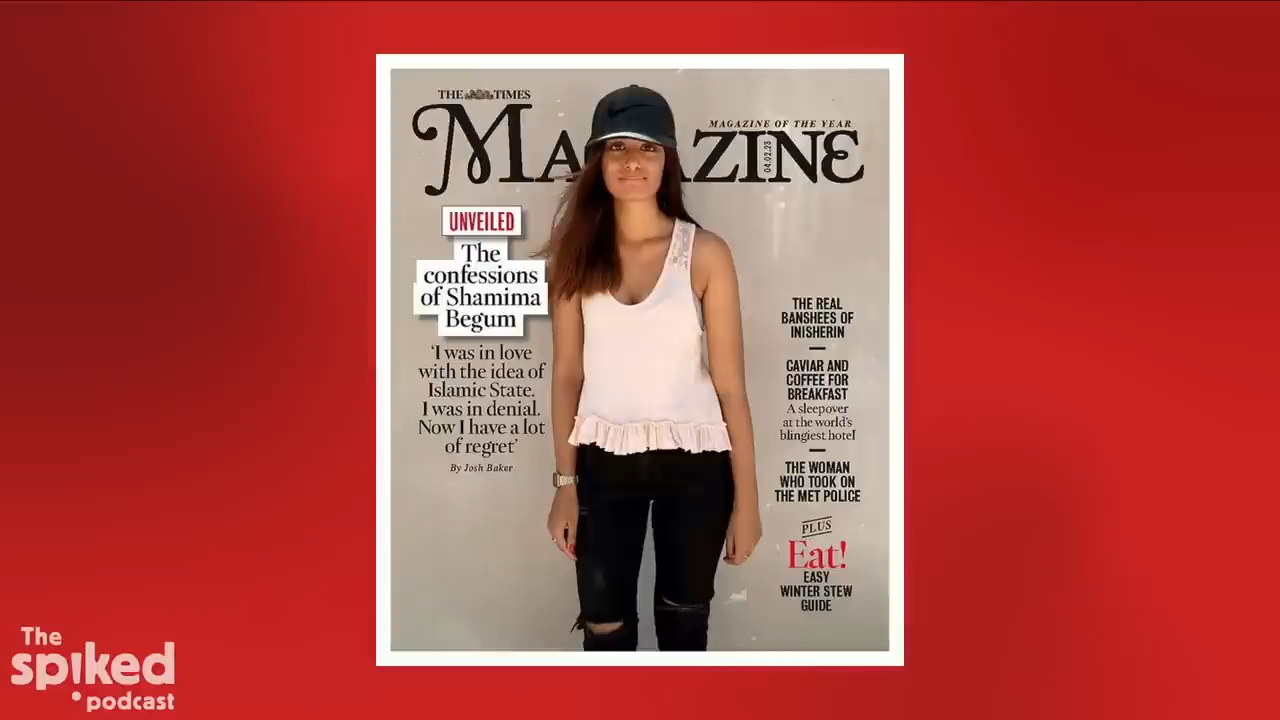 THE TIMES
MAGAZINE
MAGAZINE OF THE YEAR
04.02.23
UNVEILED
The
confessions
of Shamima
Begum
‘I was in love
with the idea of
Islamic State.
I was in denial.
Now I have a lot
of regret’
By Josh Baker
THE REAL
BANSHEES OF
INISHERIN
CAVIAR AND
COFFEE FOR
BREAKFAST
A sleepover
at the world's
blingiest hotel
THE WOMAN
WHO TOOK ON
THE MET POLICE
PLUS
Eat!
EASY
WINTER STEW
GUIDE
The
spiked
podcast